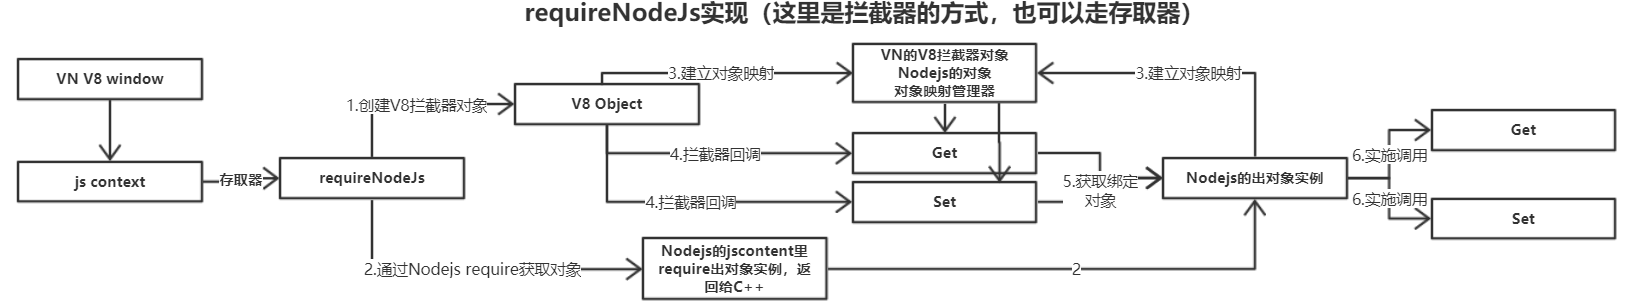 requireNodeJs实现（这里是拦截器的方式，也可以走存取器）
VN V8 window
js context
存取器
requireNodeJs
1.创建V8拦截器对象
V8 Object
3.建立对象映射
VN的V8拦截器对象
Nodejs的对象
对象映射管理器
3.建立对象映射
4.拦截器回调
Get
4.拦截器回调
Set
5.获取绑定
对象
Nodejs的出对象实例
6.实施调用
Get
6.实施调用
Set
2.通过Nodejs require获取对象
Nodejs的jscontent里
require出对象实例，返
回给C++
2